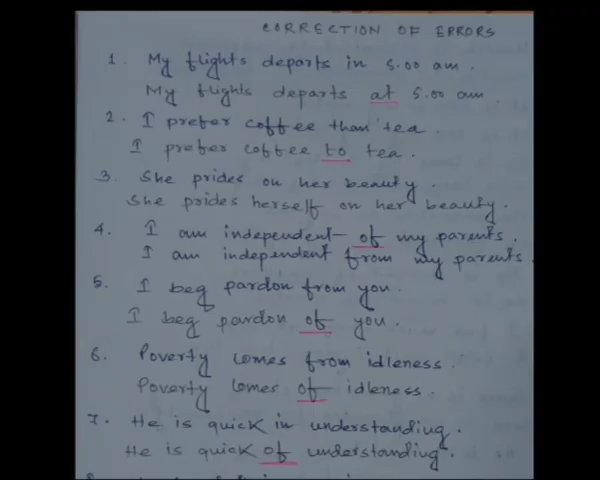 CORRECTION OF ERRORS
1. My flights departs in 5.00 am.
My flights departs at 5.00 am
2. I prefer coffee than tea.
I prefer coffee to tea.
3. She prides on her beauty.
She prides herself on her beauty.
4. I am independent of my parents.
I am independent from my parents.
5. I beg pardon from you.
I beg pardon of you.
6. Poverty comes from idleness.
Poverty comes of idleness.
7. He is quick in understanding.
He is quick of understanding.